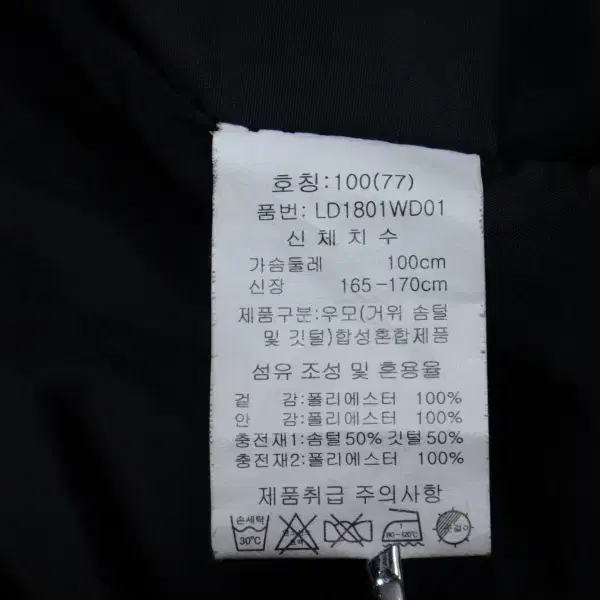 호칭:100(77)
품번: LD1801WD01
신 체 치 수
가슴둘레 100cm
신장 165-170cm
제품구분:우모(거위 솜털
및 깃털)합성혼합제품
섬유 조성 및 혼용율
겉 감:폴리에스터 100%
안 감:폴리에스터 100%
충전재1:솜털50% 깃털50%
충전재2:폴리에스터 100%
제품취급 주의사항
손세탁
30℃